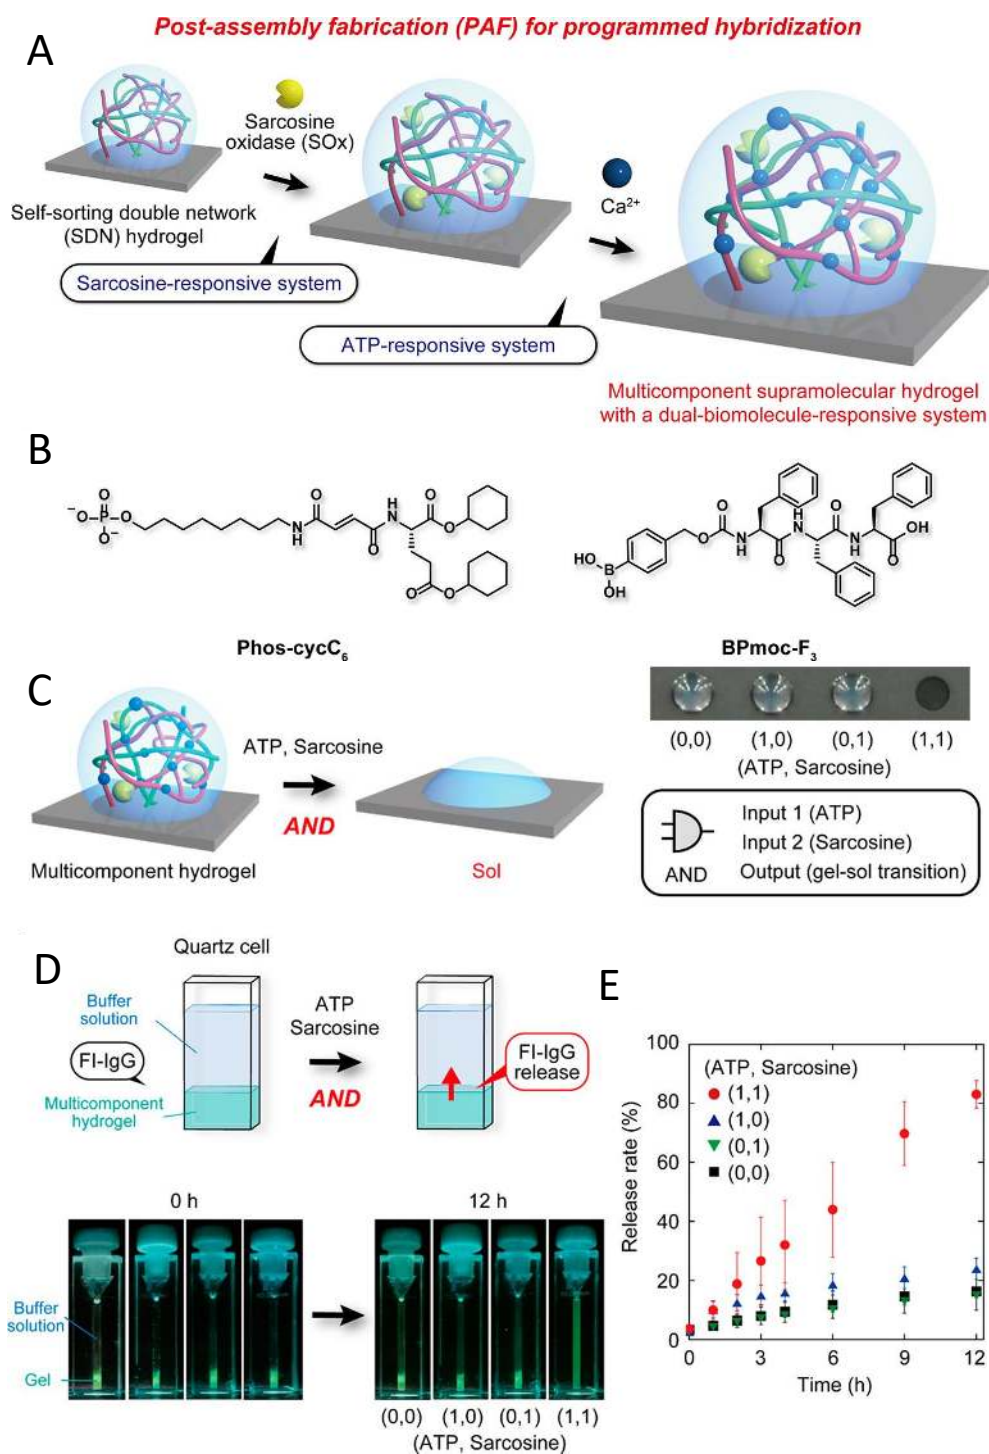 Post-assembly fabrication (PAF) for programmed hybridization
A
Sarcosine
oxidase (SOx)
Ca²⁺
Self-sorting double network
(SDN) hydrogel
Sarcosine-responsive system
ATP-responsive system
Multicomponent supramolecular hydrogel
with a dual-biomolecule-responsive system
B
⁻O
O
P
O
O⁻
O
N
H
O
H
N
O
O
O
O
HO
B
OH
O
O
N
H
O
H
N
O
N
H
O
OH
Phos-cycC₆
BPmoc-F₃
C
ATP, Sarcosine
AND
Multicomponent hydrogel
Sol
(0,0) (1,0) (0,1) (1,1)
(ATP, Sarcosine)
Input 1 (ATP)
Input 2 (Sarcosine)
AND Output (gel-sol transition)
D
Quartz cell
Buffer
solution
FI-IgG
Multicomponent
hydrogel
ATP
Sarcosine
AND
FI-IgG
release
0 h
12 h
Buffer
solution
Gel
(0,0) (1,0) (0,1) (1,1)
(ATP, Sarcosine)
E
(ATP, Sarcosine)
(1,1)
(1,0)
(0,1)
(0,0)
Release rate (%)
100
80
60
40
20
0
0 3 6 9 12
Time (h)